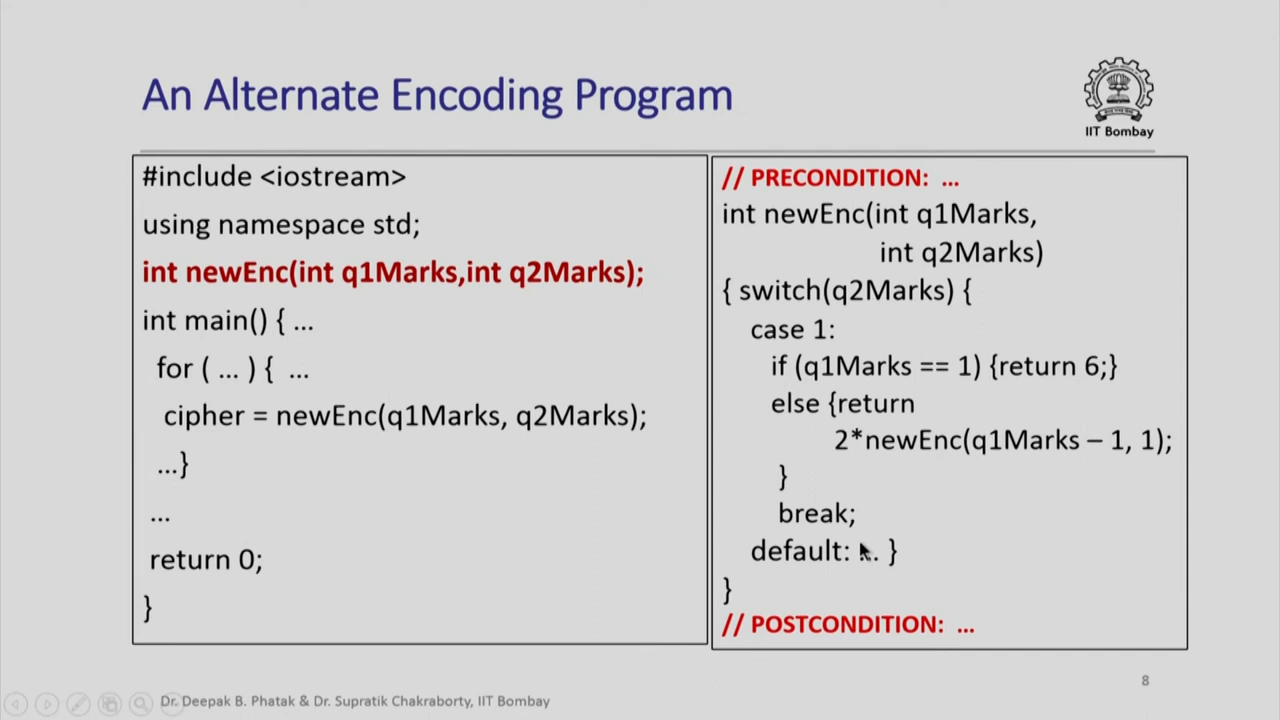 An Alternate Encoding Program
IIT Bombay
#include <iostream>
using namespace std;
int newEnc(int q1Marks,int q2Marks);
int main() { ...
for ( ... ) { ...
cipher = newEnc(q1Marks, q2Marks);
...}
...
return 0;
}
// PRECONDITION: ...
int newEnc(int q1Marks,
int q2Marks)
{ switch(q2Marks) {
case 1:
if (q1Marks == 1) {return 6;}
else {return
2*newEnc(q1Marks – 1, 1);
}
break;
default: ... }
}
// POSTCONDITION: ...
8
Dr. Deepak B. Phatak & Dr. Supratik Chakraborty, IIT Bombay